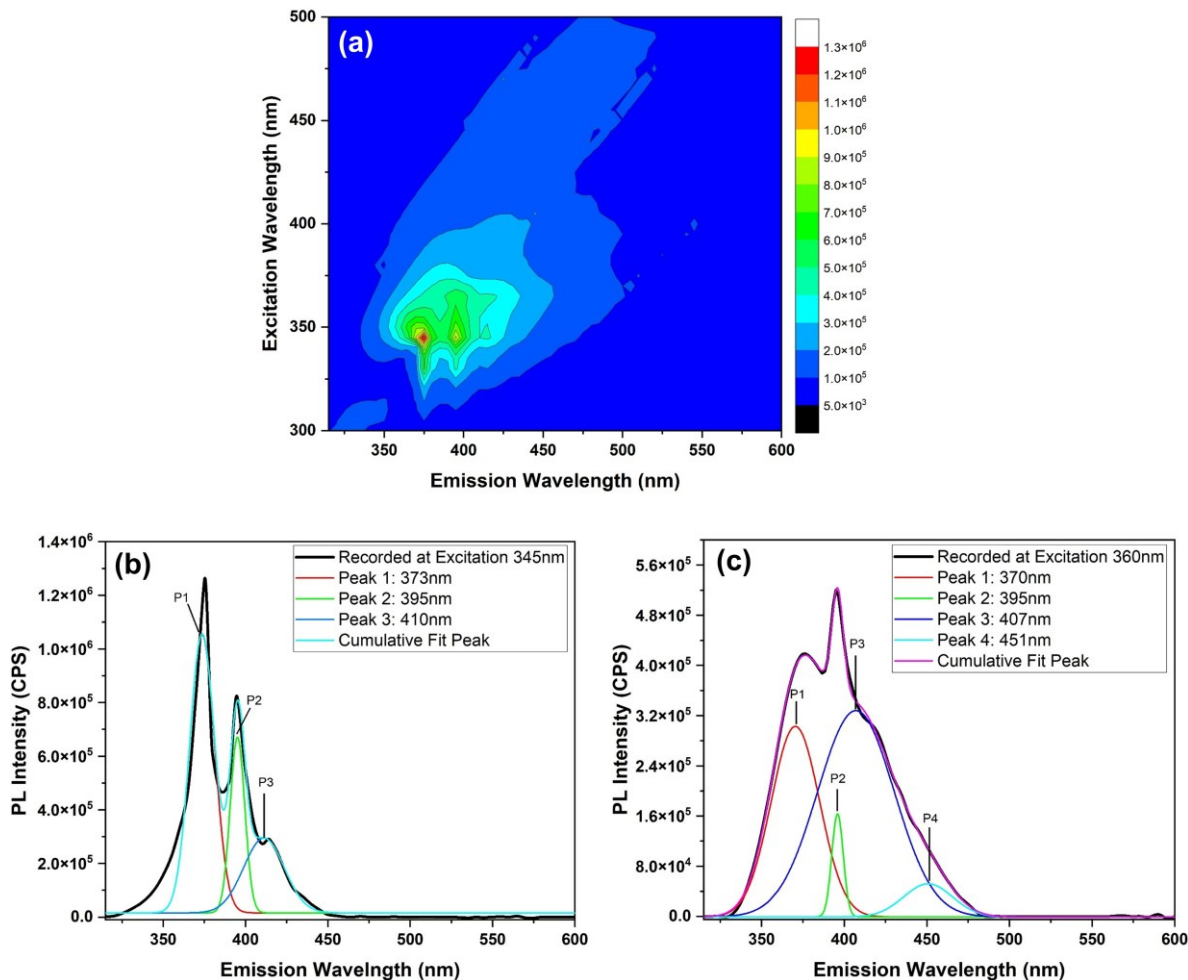 (a)
500
450
400
350
300
Excitation Wavelength (nm)
350
400
450
500
550
600
Emission Wavelength (nm)
1.3×10⁶
1.2×10⁶
1.1×10⁶
1.0×10⁶
9.0×10⁵
8.0×10⁵
7.0×10⁵
6.0×10⁵
5.0×10⁵
4.0×10⁵
3.0×10⁵
2.0×10⁵
1.0×10⁵
5.0×10³
(b)
1.4×10⁶
1.2×10⁶
1.0×10⁶
8.0×10⁵
6.0×10⁵
4.0×10⁵
2.0×10⁵
0.0
PL Intensity (CPS)
Recorded at Excitation 345nm
Peak 1: 373nm
Peak 2: 395nm
Peak 3: 410nm
Cumulative Fit Peak
P1
P2
P3
350
400
450
500
550
600
Emission Wavelngth (nm)
(c)
5.6×10⁵
4.8×10⁵
4.0×10⁵
3.2×10⁵
2.4×10⁵
1.6×10⁵
8.0×10⁴
0.0
PL Intensity (CPS)
Recorded at Excitation 360nm
Peak 1: 370nm
Peak 2: 395nm
Peak 3: 407nm
Peak 4: 451nm
Cumulative Fit Peak
P1
P2
P3
P4
350
400
450
500
550
600
Emission Wavelength (nm)